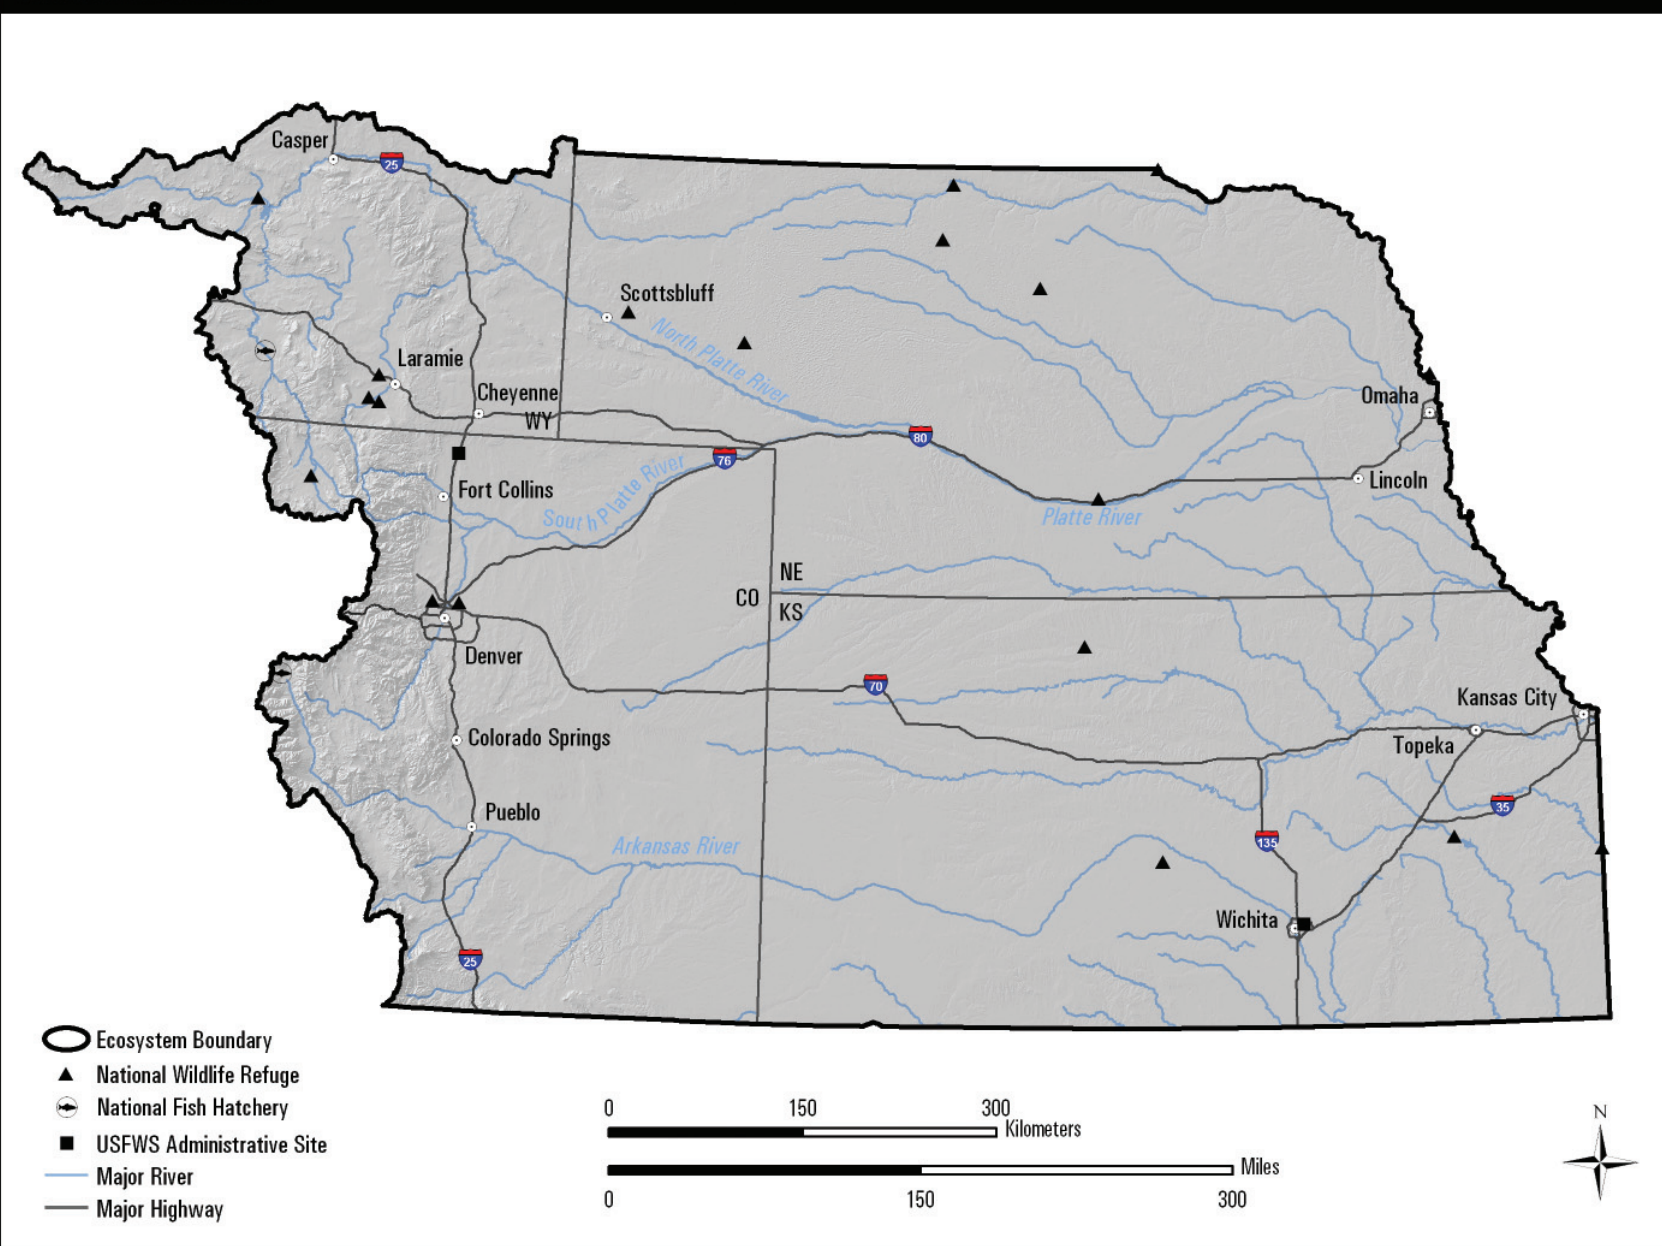 Casper
25
Scottsbluff
North Platte River
Laramie
Cheyenne
WY
Omaha
80
76
South Platte River
Lincoln
Fort Collins
Platte River
NE
CO
KS
Denver
70
Kansas City
Colorado Springs
Topeka
Pueblo
35
Arkansas River
135
Wichita
25
Ecosystem Boundary
National Wildlife Refuge
National Fish Hatchery
USFWS Administrative Site
Major River
Major Highway
0 150 300
Kilometers
Miles
0 150 300
N